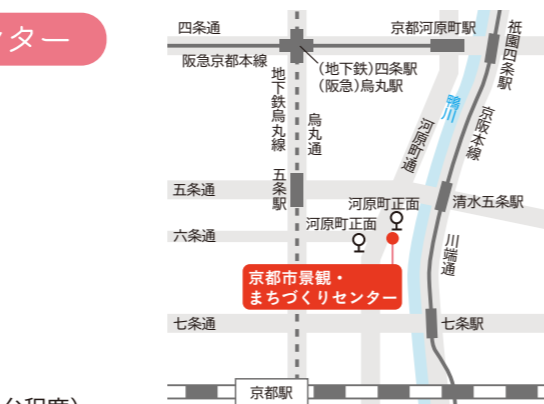 ター
四条通
京都河原町駅
祇園四条駅
阪急京都本線
(地下鉄)四条駅
(阪急)烏丸駅
地下鉄烏丸線
烏丸通
鴨川
河原町通
京阪本線
五条通
五条駅
河原町正面
清水五条駅
六条通
河原町正面
川端通
京都市景観・
まちづくりセンター
七条通
七条駅
京都駅
分程度)